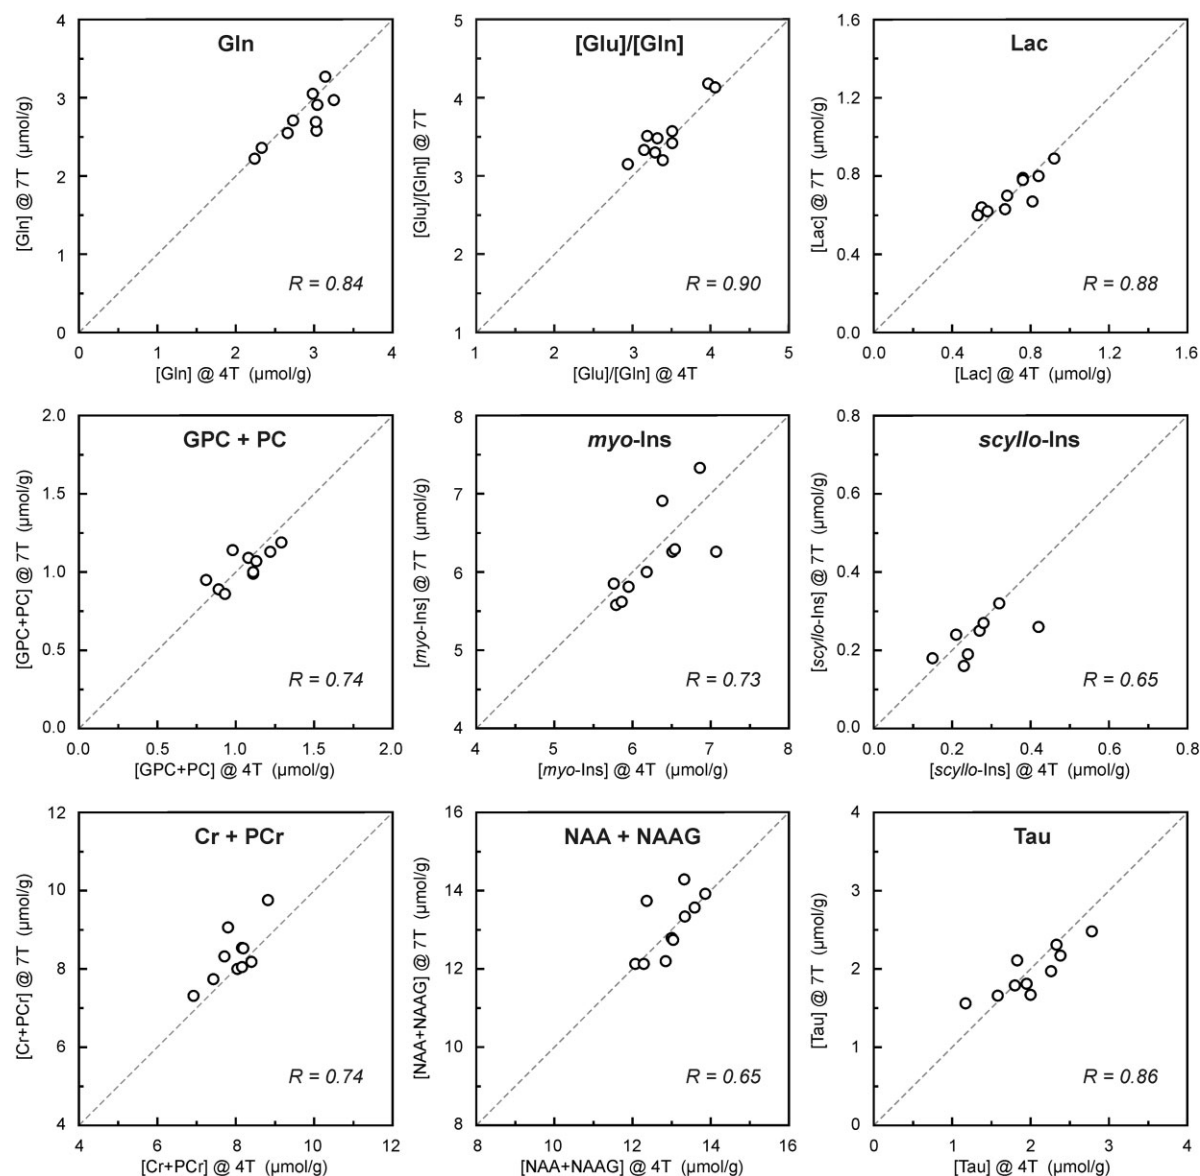 Gln
[Gln] @ 7T (μmol/g)
4
3
2
1
0
R = 0.84
0 1 2 3 4
[Gln] @ 4T (μmol/g)
[Glu]/[Gln]
[Glu]/[Gln]] @ 7T
5
4
3
2
1
R = 0.90
1 2 3 4 5
[Glu]/[Gln] @ 4T
Lac
[Lac] @ 7T (μmol/g)
1.6
1.2
0.8
0.4
0.0
R = 0.88
0.0 0.4 0.8 1.2 1.6
[Lac] @ 4T (μmol/g)
GPC + PC
[GPC+PC] @ 7T (μmol/g)
2.0
1.5
1.0
0.5
0.0
R = 0.74
0.0 0.5 1.0 1.5 2.0
[GPC+PC] @ 4T (μmol/g)
myo-Ins
[myo-Ins] @ 7T (μmol/g)
8
7
6
5
4
R = 0.73
4 5 6 7 8
[myo-Ins] @ 4T (μmol/g)
scyllo-Ins
[scyllo-Ins] @ 7T (μmol/g)
0.8
0.6
0.4
0.2
0.0
R = 0.65
0.0 0.2 0.4 0.6 0.8
[scyllo-Ins] @ 4T (μmol/g)
Cr + PCr
[Cr+PCr] @ 7T (μmol/g)
12
10
8
6
4
R = 0.74
4 6 8 10 12
[Cr+PCr] @ 4T (μmol/g)
NAA + NAAG
[NAA+NAAG] @ 7T (μmol/g)
16
14
12
10
8
R = 0.65
8 10 12 14 16
[NAA+NAAG] @ 4T (μmol/g)
Tau
[Tau] @ 7T (μmol/g)
4
3
2
1
0
R = 0.86
0 1 2 3 4
[Tau] @ 4T (μmol/g)